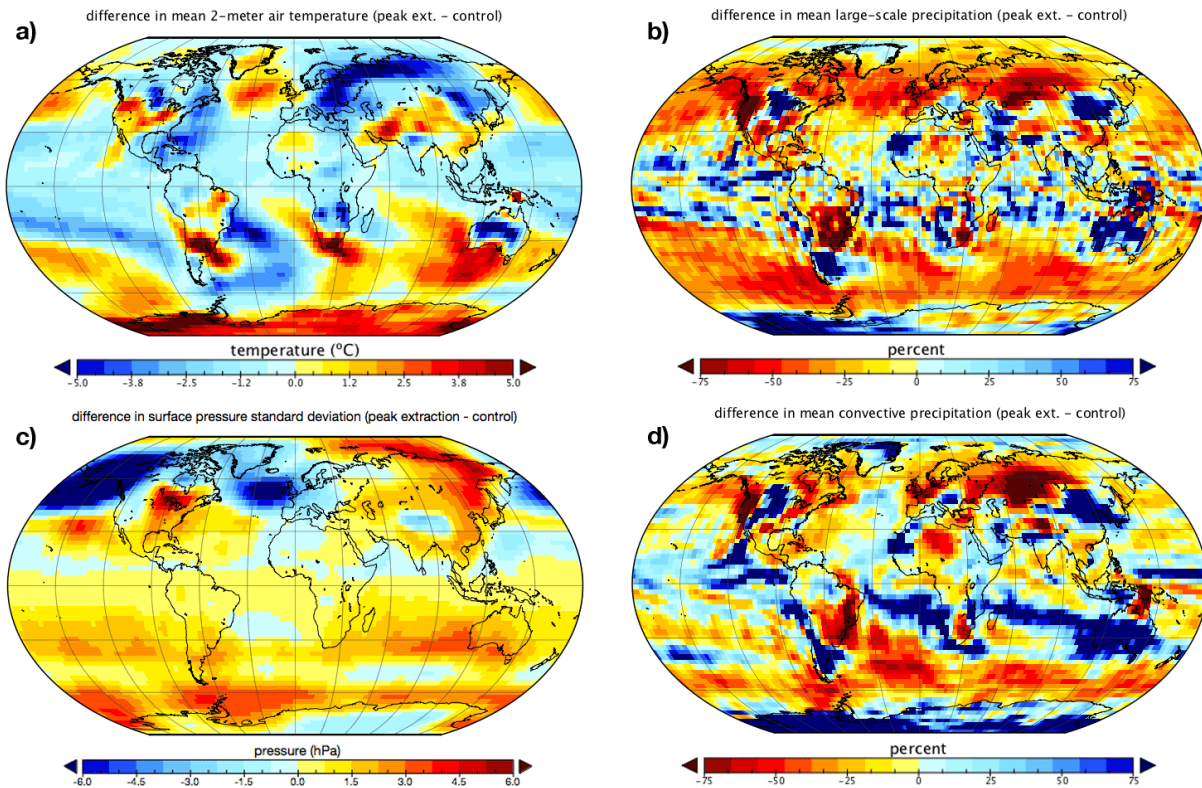 difference in mean 2-meter air temperature (peak ext. - control)
a)
temperature (ºC)
-5.0 -3.8 -2.5 -1.2 0.0 1.2 2.5 3.8 5.0
difference in mean large-scale precipitation (peak ext. - control)
b)
percent
-75 -50 -25 0 25 50 75
difference in surface pressure standard deviation (peak extraction - control)
c)
pressure (hPa)
-6.0 -4.5 -3.0 -1.5 0.0 1.5 3.0 4.5 6.0
difference in mean convective precipitation (peak ext. - control)
d)
percent
-75 -50 -25 0 25 50 75